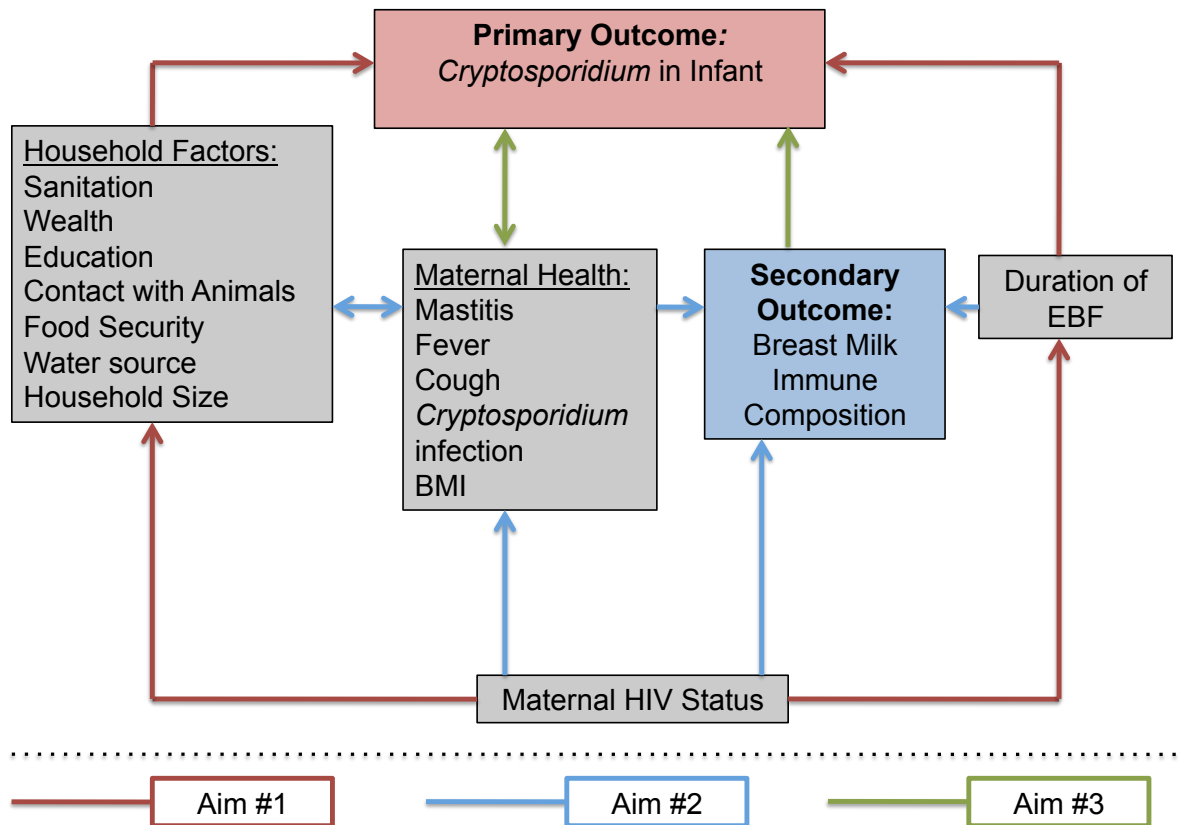 Primary Outcome:
Cryptosporidium in Infant
Household Factors:
Sanitation
Wealth
Education
Contact with Animals
Food Security
Water source
Household Size
Maternal Health:
Mastitis
Fever
Cough
Cryptosporidium
infection
BMI
Secondary
Outcome:
Breast Milk
Immune
Composition
Duration of
EBF
Maternal HIV Status
Aim #1
Aim #2
Aim #3